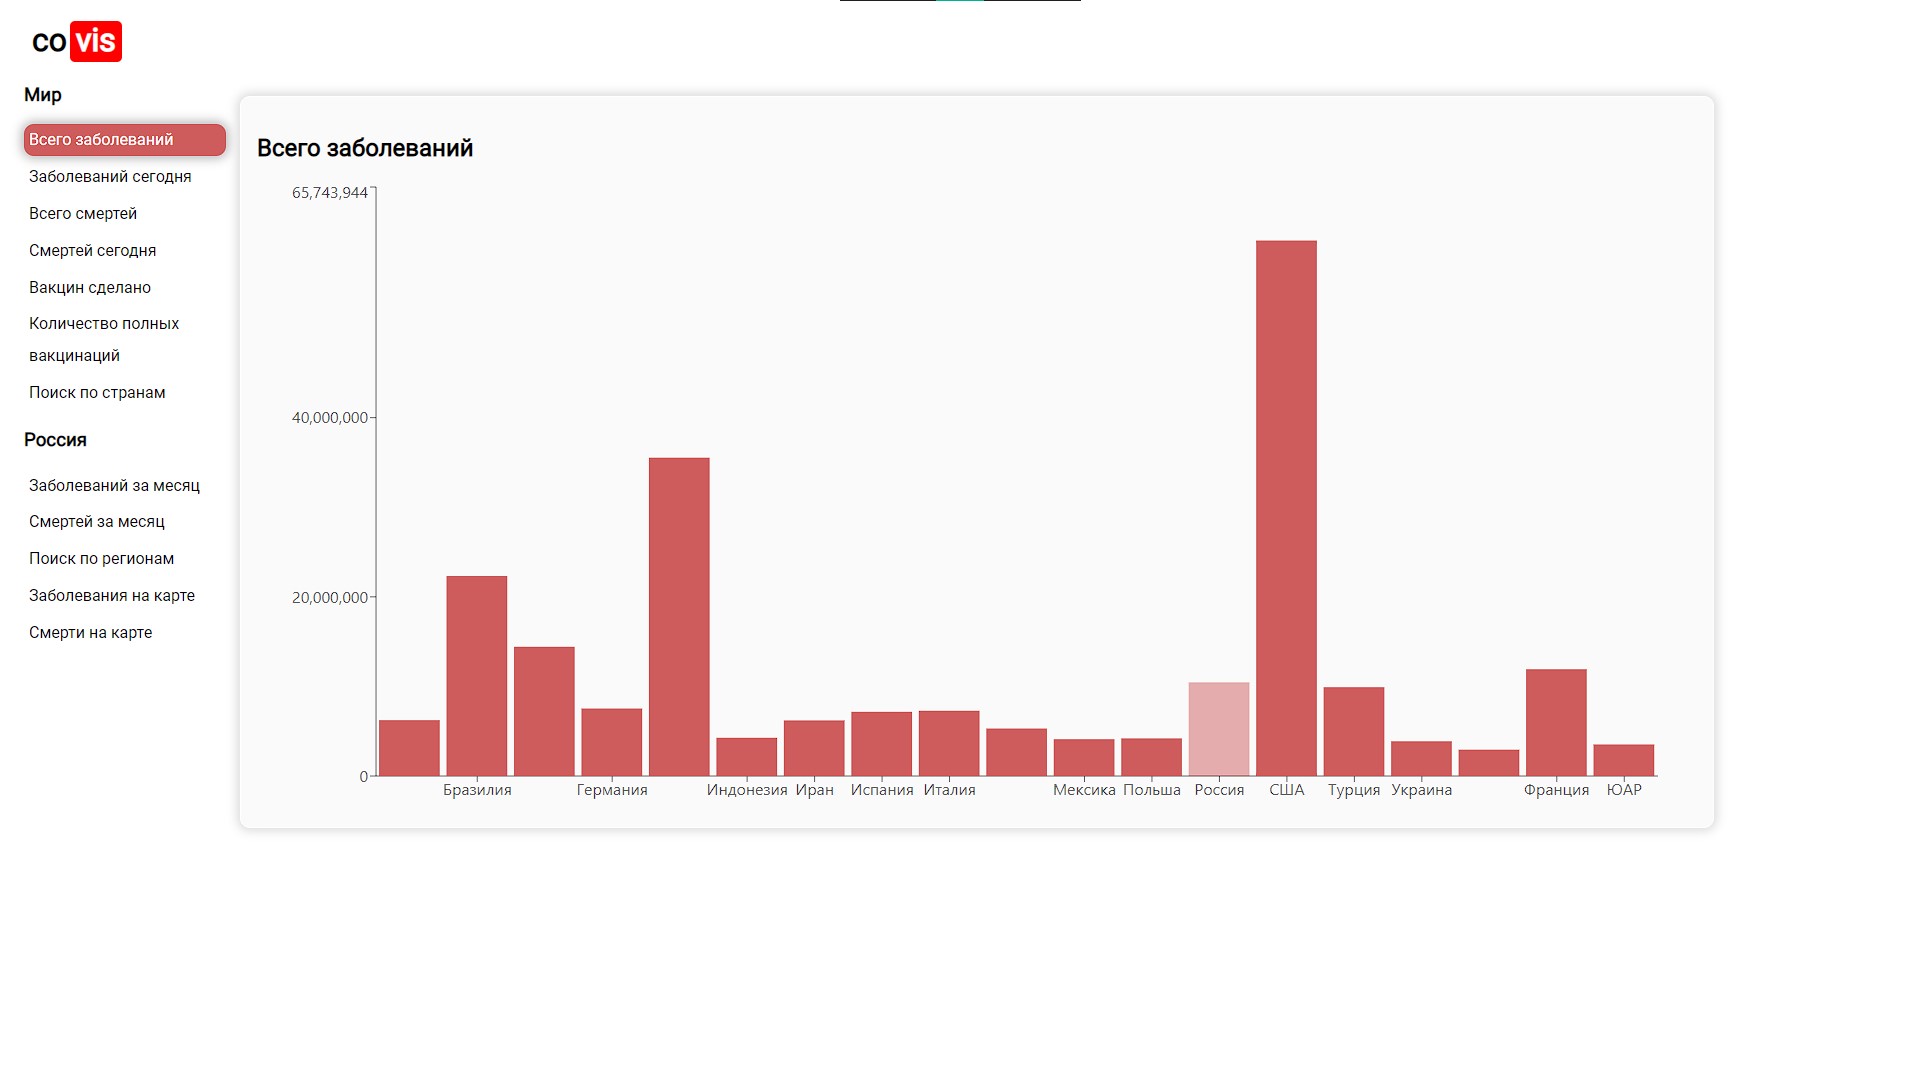 co vis
Мир
Всего заболеваний
Заболеваний сегодня
Всего смертей
Смертей сегодня
Вакцин сделано
Количество полных
вакцинаций
Поиск по странам
Россия
Заболеваний за месяц
Смертей за месяц
Поиск по регионам
Заболевания на карте
Смерти на карте
Всего заболеваний
65,743,944
40,000,000
20,000,000
0
Бразилия Германия Индонезия Иран Испания Италия Мексика Польша Россия США Турция Украина Франция ЮАР